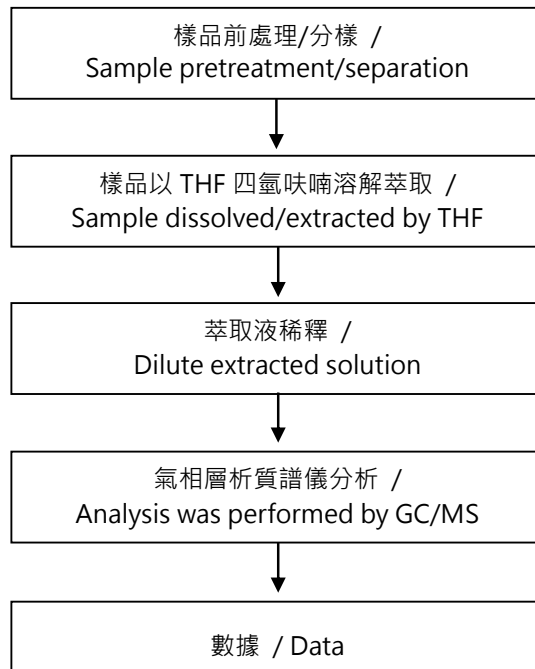 樣品前處理/分樣 /
Sample pretreatment/separation
樣品以 THF 四氫呋喃溶解萃取 /
Sample dissolved/extracted by THF
萃取液稀釋 /
Dilute extracted solution
氣相層析質譜儀分析 /
Analysis was performed by GC/MS
數據 / Data